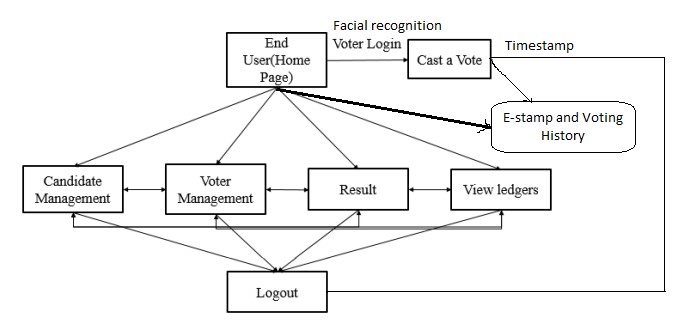 Facial recognition
End
User(Home
Page)
Voter Login
Cast a Vote
Timestamp
E-stamp and Voting
History
Candidate
Management
Voter
Management
Result
View ledgers
Logout